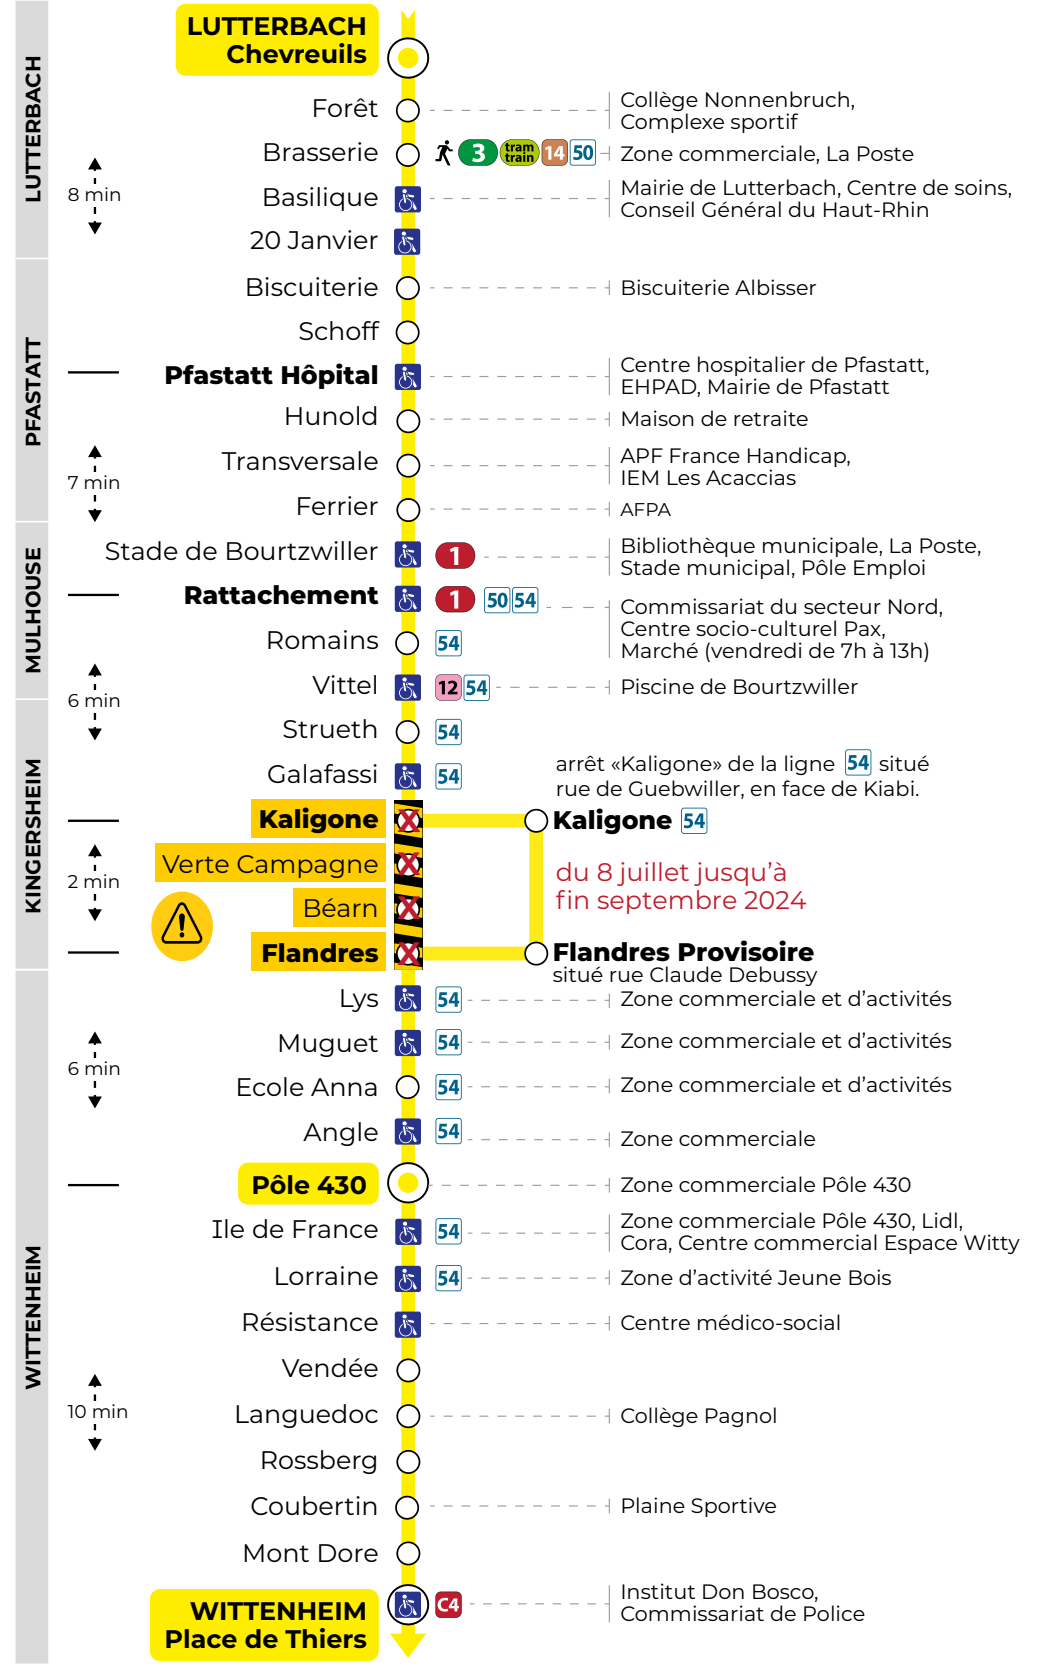 LUTTERBACH
Chevreuils
LUTTERBACH
Forêt
Collège Nonnenbruch,
Complexe sportif
Brasserie
3 tram train 14 50
Zone commerciale, La Poste
8 min
Basilique
Mairie de Lutterbach, Centre de soins,
Conseil Général du Haut-Rhin
20 Janvier
PFASTATT
Biscuiterie
Biscuiterie Albisser
Schoff
Pfastatt Hôpital
Centre hospitalier de Pfastatt,
EHPAD, Mairie de Pfastatt
Hunold
Maison de retraite
Transversale
APF France Handicap,
IEM Les Acaccias
7 min
Ferrier
AFPA
MULHOUSE
Stade de Bourtzwiller
1
Bibliothèque municipale, La Poste,
Stade municipal, Pôle Emploi
Rattachement
1 50 54
Commissariat du secteur Nord,
Centre socio-culturel Pax,
Marché (vendredi de 7h à 13h)
Romains
54
Vittel
12 54
Piscine de Bourtzwiller
6 min
KINGERSHEIM
Strueth
54
Galafassi
54
arrêt «Kaligone» de la ligne 54 situé
rue de Guebwiller, en face de Kiabi.
Kaligone
Kaligone 54
Verte Campagne
2 min
du 8 juillet jusqu'à
fin septembre 2024
Béarn
Flandres
Flandres Provisoire
situé rue Claude Debussy
WITTENHEIM
Lys
54
Zone commerciale et d'activités
Muguet
54
Zone commerciale et d'activités
6 min
Ecole Anna
54
Zone commerciale et d'activités
Angle
54
Zone commerciale
Pôle 430
Zone commerciale Pôle 430
Ile de France
54
Zone commerciale Pôle 430, Lidl,
Cora, Centre commercial Espace Witty
Lorraine
54
Zone d'activité Jeune Bois
Résistance
Centre médico-social
Vendée
10 min
Languedoc
Collège Pagnol
Rossberg
Coubertin
Plaine Sportive
Mont Dore
WITTENHEIM
Place de Thiers
C4
Institut Don Bosco,
Commissariat de Police